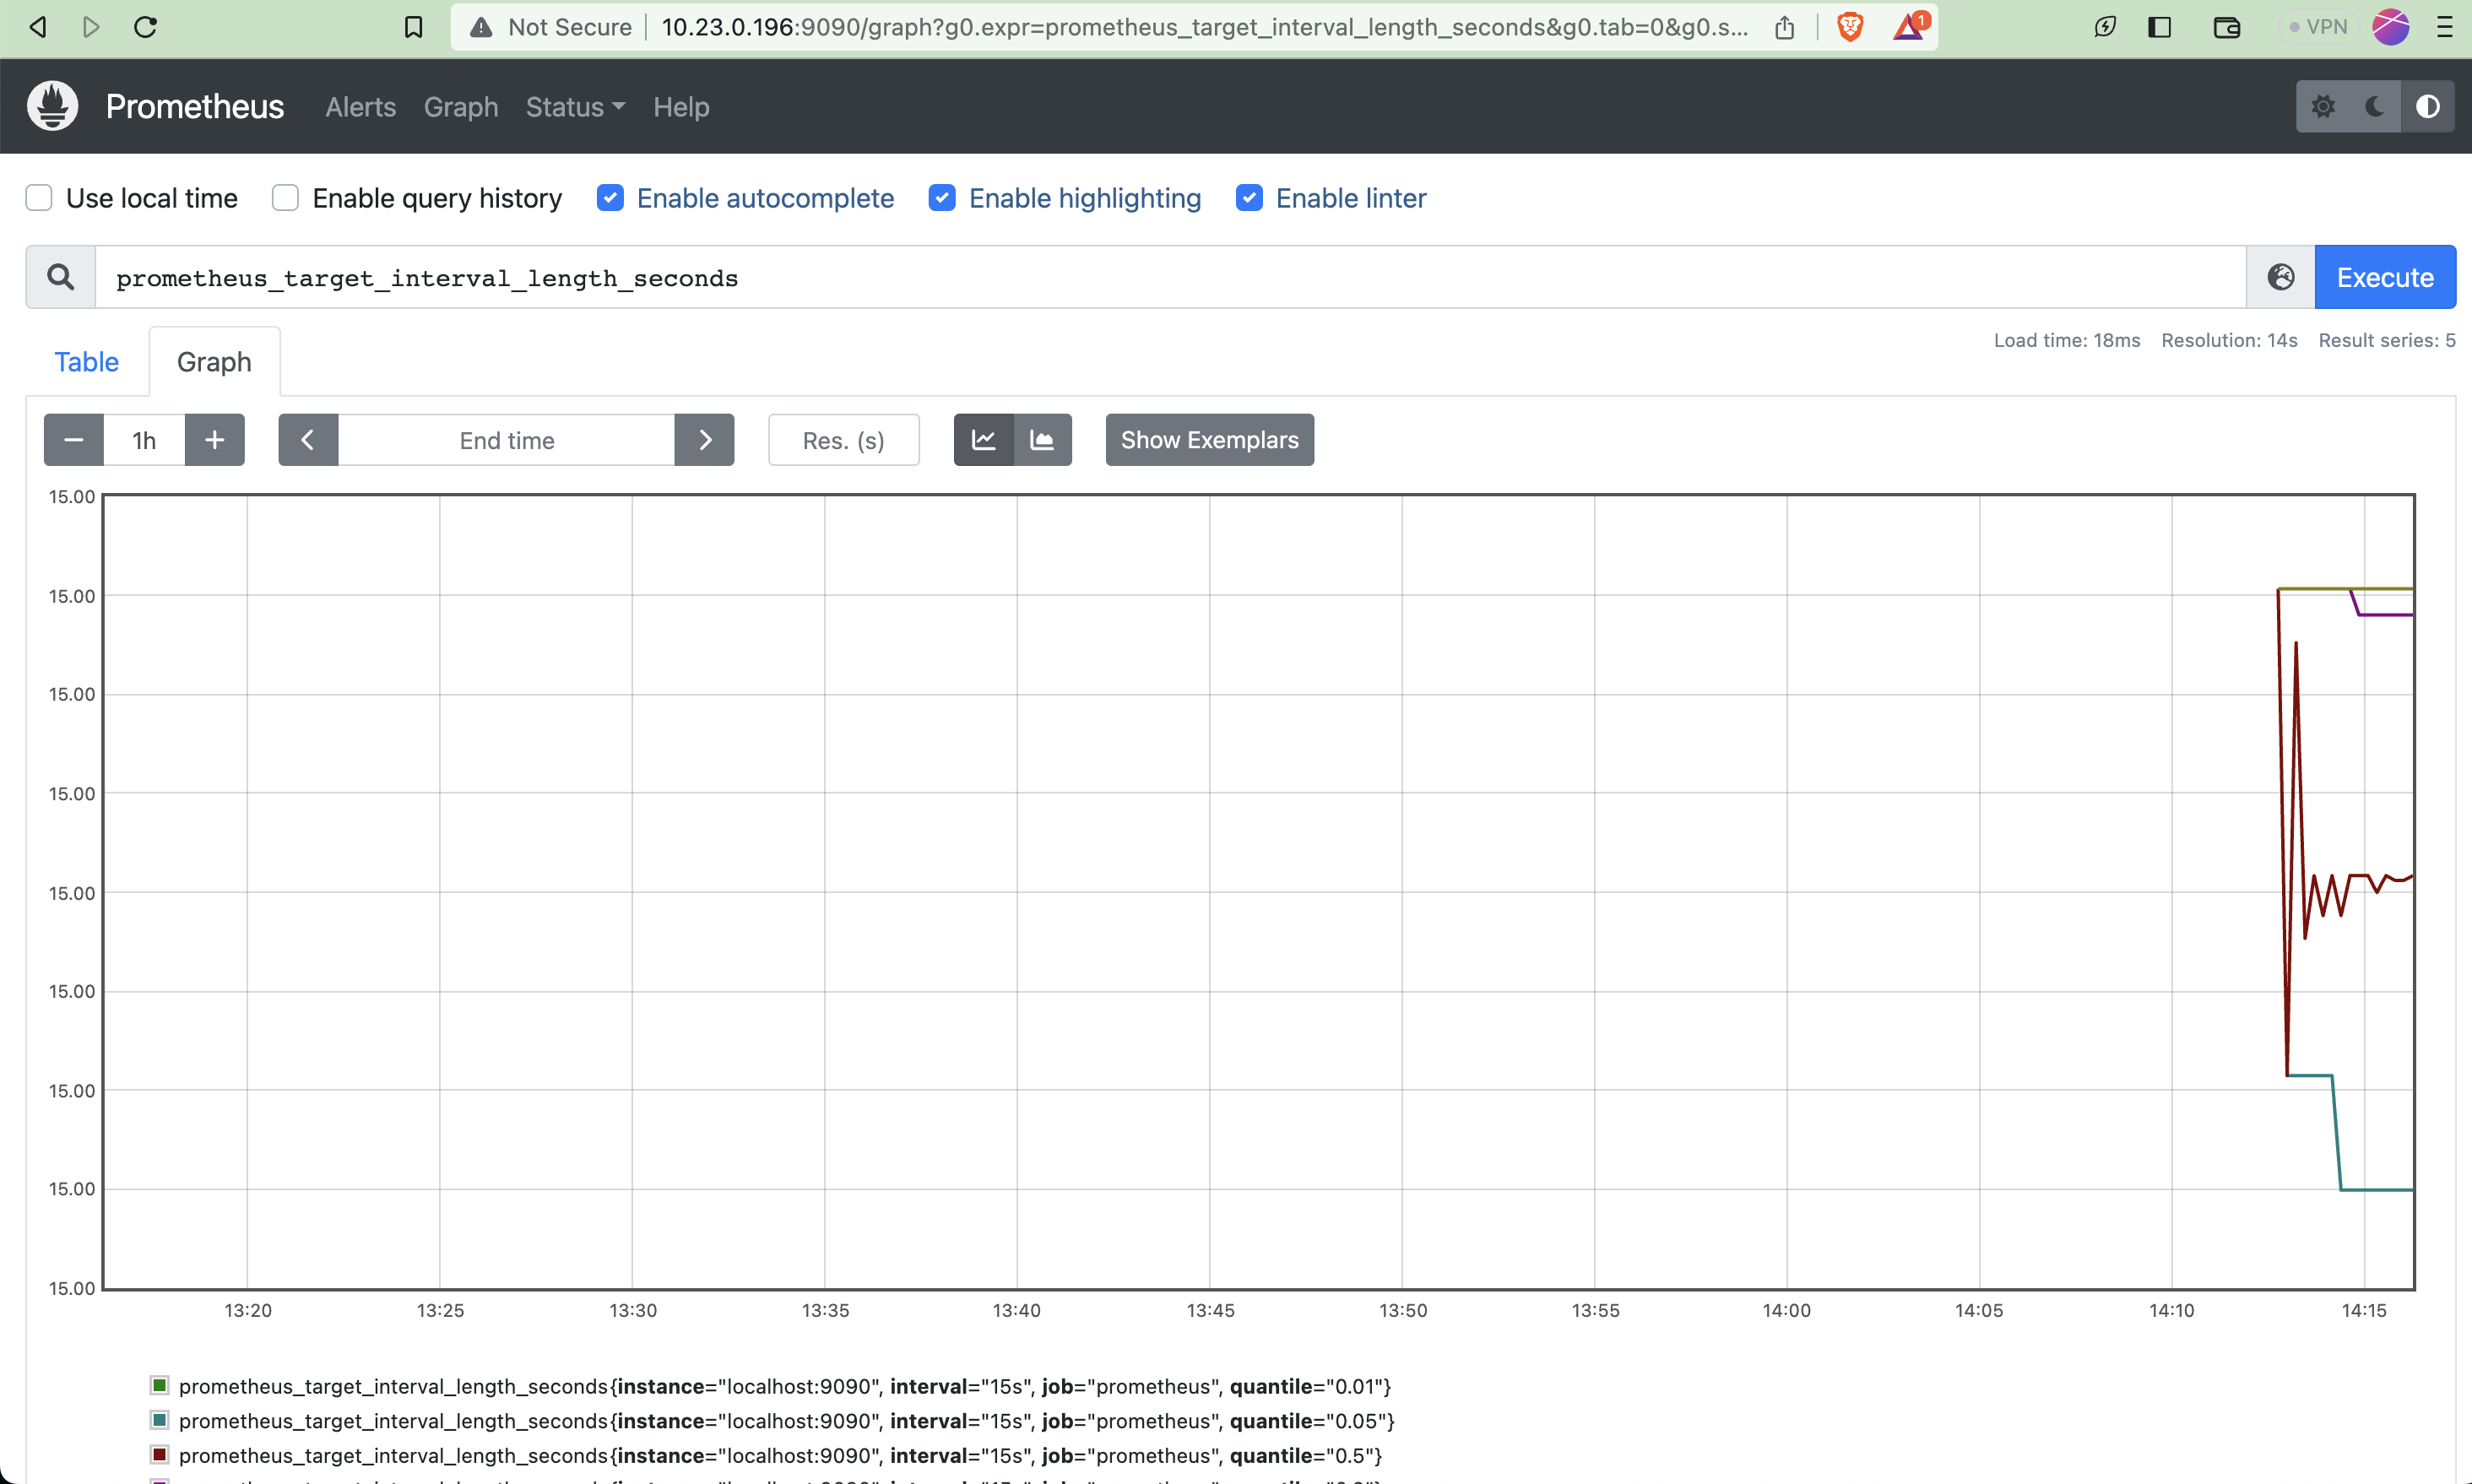 Not Secure 10.23.0.196:9090/graph?g0.expr=prometheus_target_interval_length_seconds&g0.tab=0&g0.s... 1 VPN
Prometheus Alerts Graph Status Help
Use local time Enable query history Enable autocomplete Enable highlighting Enable linter
prometheus_target_interval_length_seconds Execute
Table Graph Load time: 18ms Resolution: 14s Result series: 5
1h End time Res. (s) Show Exemplars
15.00
15.00
15.00
15.00
15.00
15.00
15.00
15.00
15.00
13:20 13:25 13:30 13:35 13:40 13:45 13:50 13:55 14:00 14:05 14:10 14:15
prometheus_target_interval_length_seconds{instance="localhost:9090", interval="15s", job="prometheus", quantile="0.01"}
prometheus_target_interval_length_seconds{instance="localhost:9090", interval="15s", job="prometheus", quantile="0.05"}
prometheus_target_interval_length_seconds{instance="localhost:9090", interval="15s", job="prometheus", quantile="0.5"}